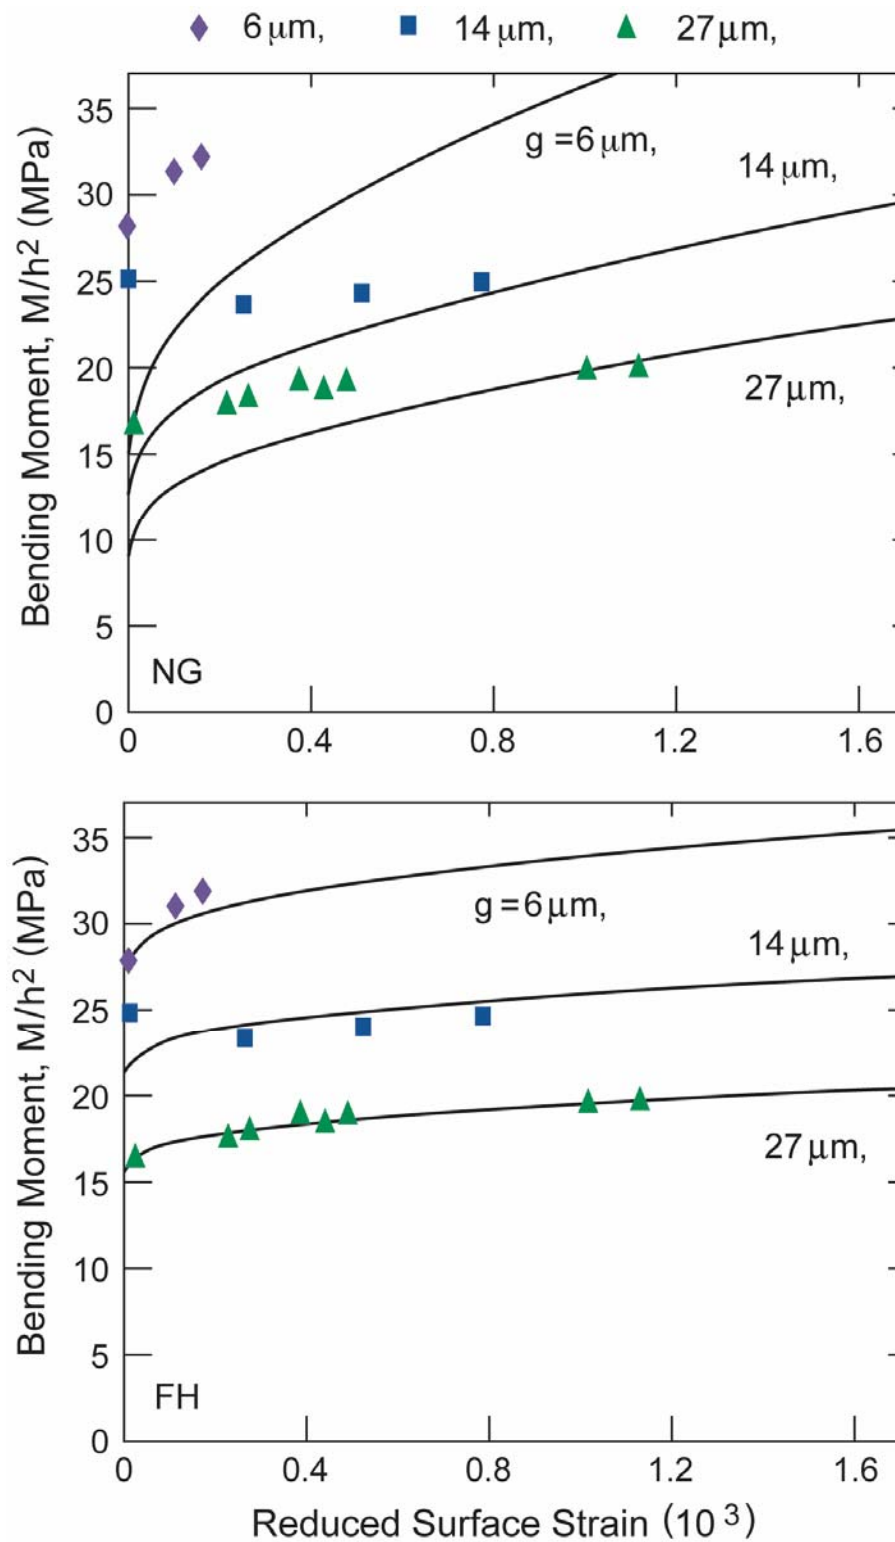 6 μm, 14 μm, 27 μm,
Bending Moment, M/h² (MPa)
35
30
25
20
15
10
5
0
g = 6 μm,
14 μm,
27 μm,
NG
0 0.4 0.8 1.2 1.6
Bending Moment, M/h² (MPa)
35
30
25
20
15
10
5
0
g = 6 μm,
14 μm,
27 μm,
FH
0 0.4 0.8 1.2 1.6
Reduced Surface Strain (10³)